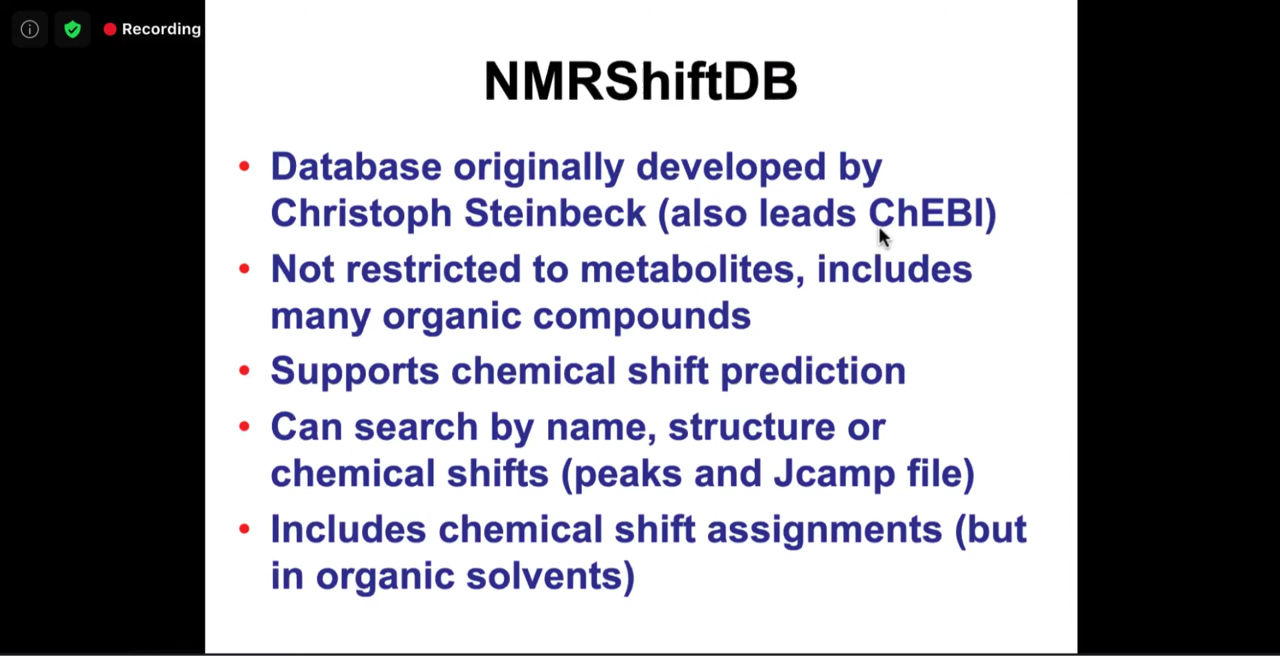 Recording
NMRShiftDB
• Database originally developed by
Christoph Steinbeck (also leads ChEBI)
• Not restricted to metabolites, includes
many organic compounds
• Supports chemical shift prediction
• Can search by name, structure or
chemical shifts (peaks and Jcamp file)
• Includes chemical shift assignments (but
in organic solvents)